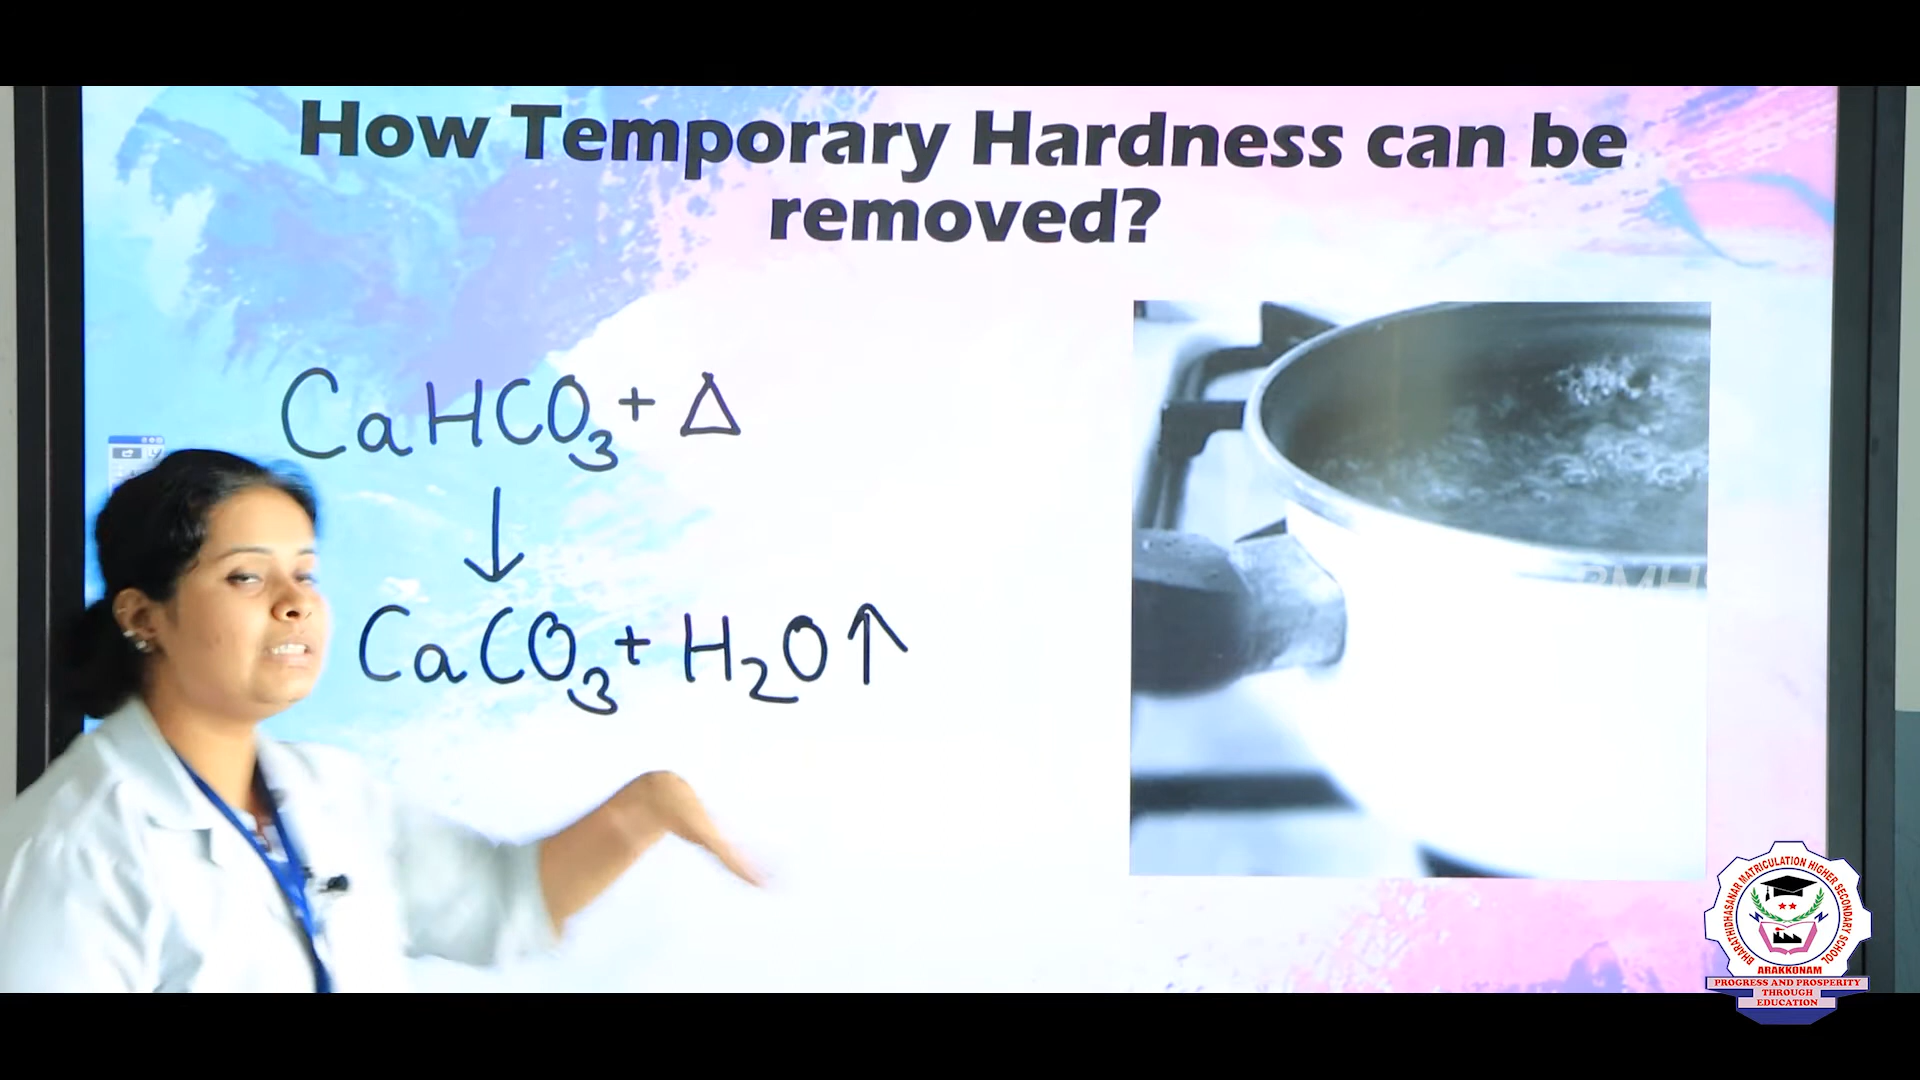 How Temporary Hardness can be
removed?
CaHCO₃ + Δ
↓
CaCO₃ + H₂O ↑
BMHS
BHARATHIDHASANAR MATRICULATION HIGHER SECONDARY SCHOOL
ARAKKONAM
PROGRESS AND PROSPERITY
THROUGH
EDUCATION